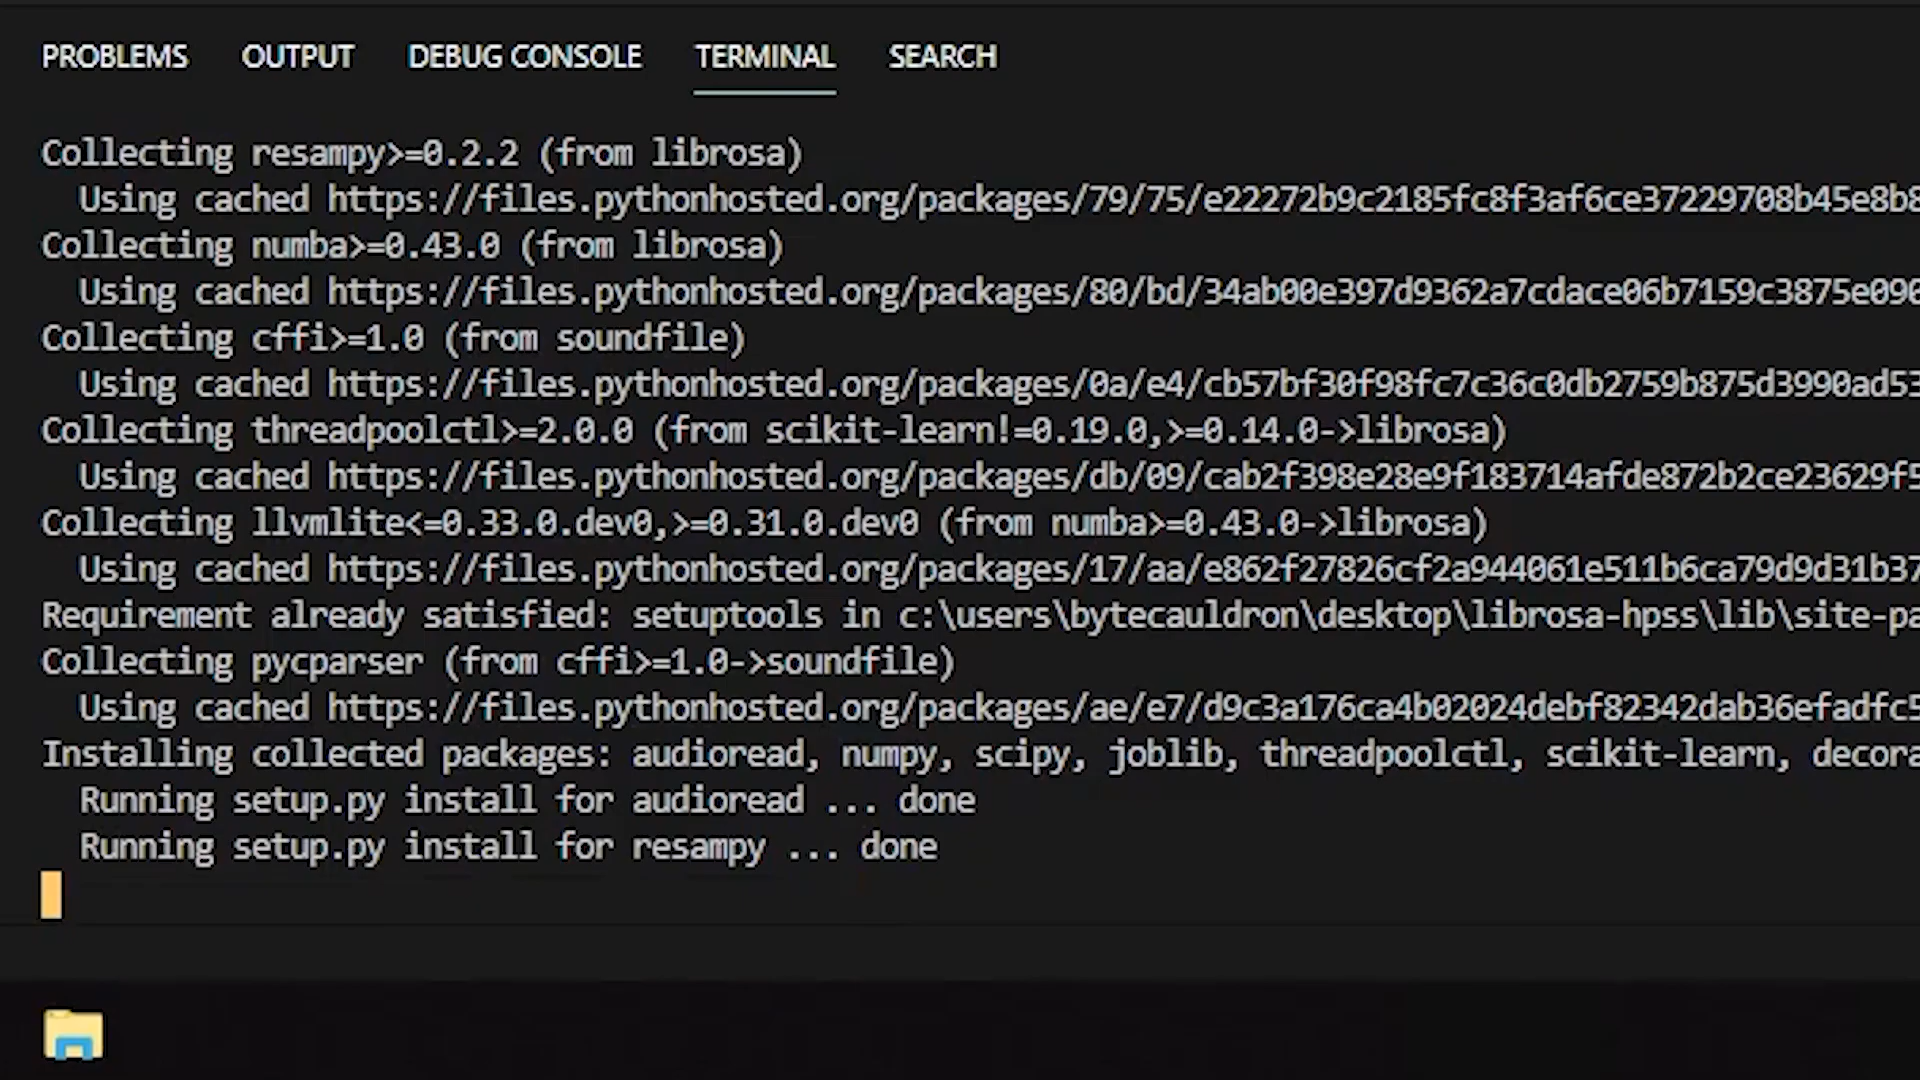 PROBLEMS OUTPUT DEBUG CONSOLE TERMINAL SEARCH
Collecting resampy>=0.2.2 (from librosa)
Using cached https://files.pythonhosted.org/packages/79/75/e22272b9c2185fc8f3af6ce37229708b45e8b8
Collecting numba>=0.43.0 (from librosa)
Using cached https://files.pythonhosted.org/packages/80/bd/34ab00e397d9362a7cdace06b7159c3875e090
Collecting cffi>=1.0 (from soundfile)
Using cached https://files.pythonhosted.org/packages/0a/e4/cb57bf30f98fc7c36c0db2759b875d3990ad53
Collecting threadpoolctl>=2.0.0 (from scikit-learn!=0.19.0,>=0.14.0->librosa)
Using cached https://files.pythonhosted.org/packages/db/09/cab2f398e28e9f183714afde872b2ce23629f5
Collecting llvmlite<=0.33.0.dev0,>=0.31.0.dev0 (from numba>=0.43.0->librosa)
Using cached https://files.pythonhosted.org/packages/17/aa/e862f27826cf2a944061e511b6ca79d9d31b37
Requirement already satisfied: setuptools in c:\users\bytecauldron\desktop\librosa-hpss\lib\site-pa
Collecting pycparser (from cffi>=1.0->soundfile)
Using cached https://files.pythonhosted.org/packages/ae/e7/d9c3a176ca4b02024debf82342dab36efadfc5
Installing collected packages: audioread, numpy, scipy, joblib, threadpoolctl, scikit-learn, decora
Running setup.py install for audioread ... done
Running setup.py install for resampy ... done